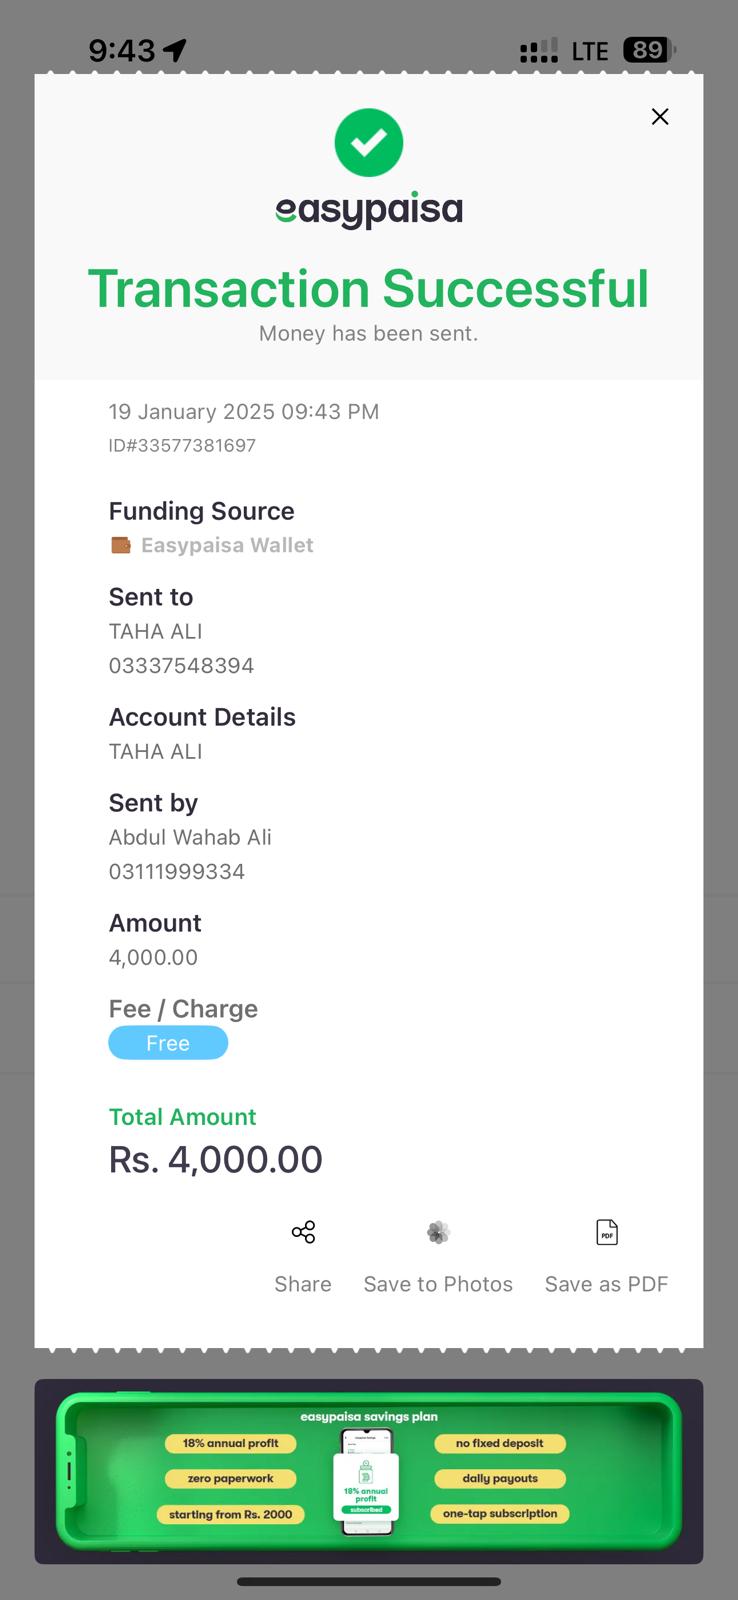 9:43
LTE 89
easypaisa
Transaction Successful
Money has been sent.
19 January 2025 09:43 PM
ID#33577381697
Funding Source
Easypaisa Wallet
Sent to
TAHA ALI
03337548394
Account Details
TAHA ALI
Sent by
Abdul Wahab Ali
03111999334
Amount
4,000.00
Fee / Charge
Free
Total Amount
Rs. 4,000.00
PDF
Share Save to Photos Save as PDF
easypaisa savings plan
18% annual profit
zero paperwork
starting from Rs. 2000
18% annual
profit
subscribed
no fixed deposit
daily payouts
one-tap subscription